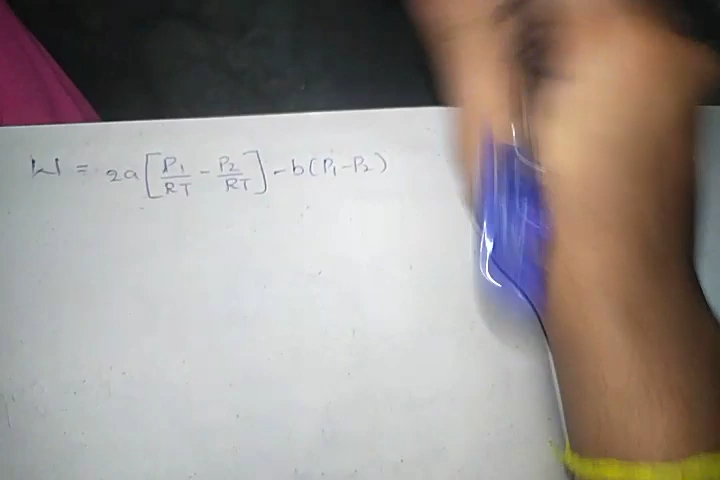 W = 2a[P₁/RT - P₂/RT] - b(P₁-P₂)